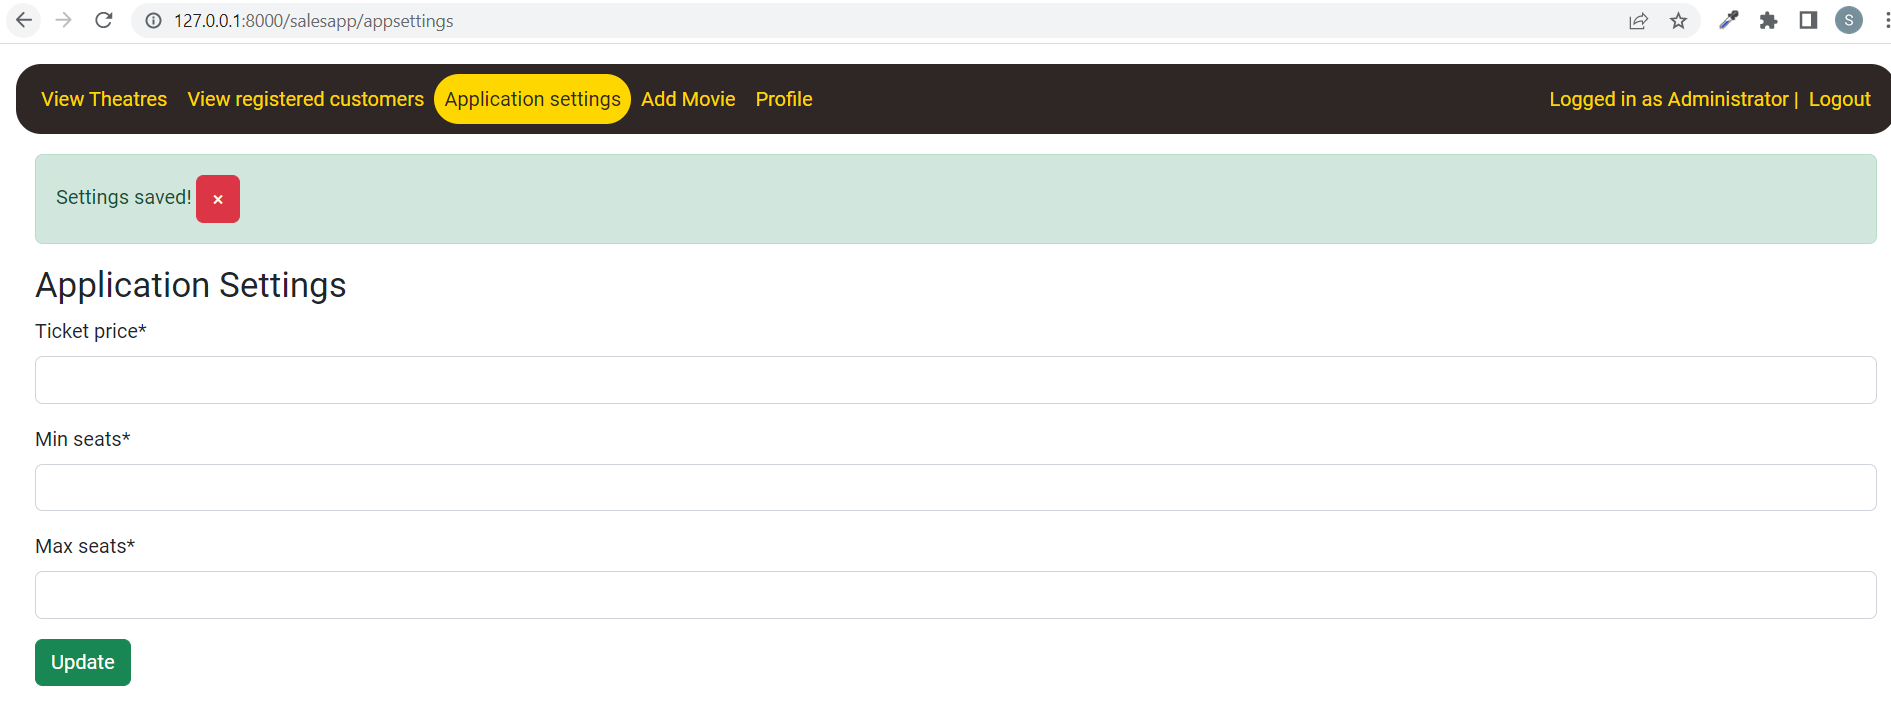 127.0.0.1:8000/salesapp/appsettings
S
View Theatres View registered customers Application settings Add Movie Profile Logged in as Administrator | Logout
Settings saved! ×
Application Settings
Ticket price*
Min seats*
Max seats*
Update